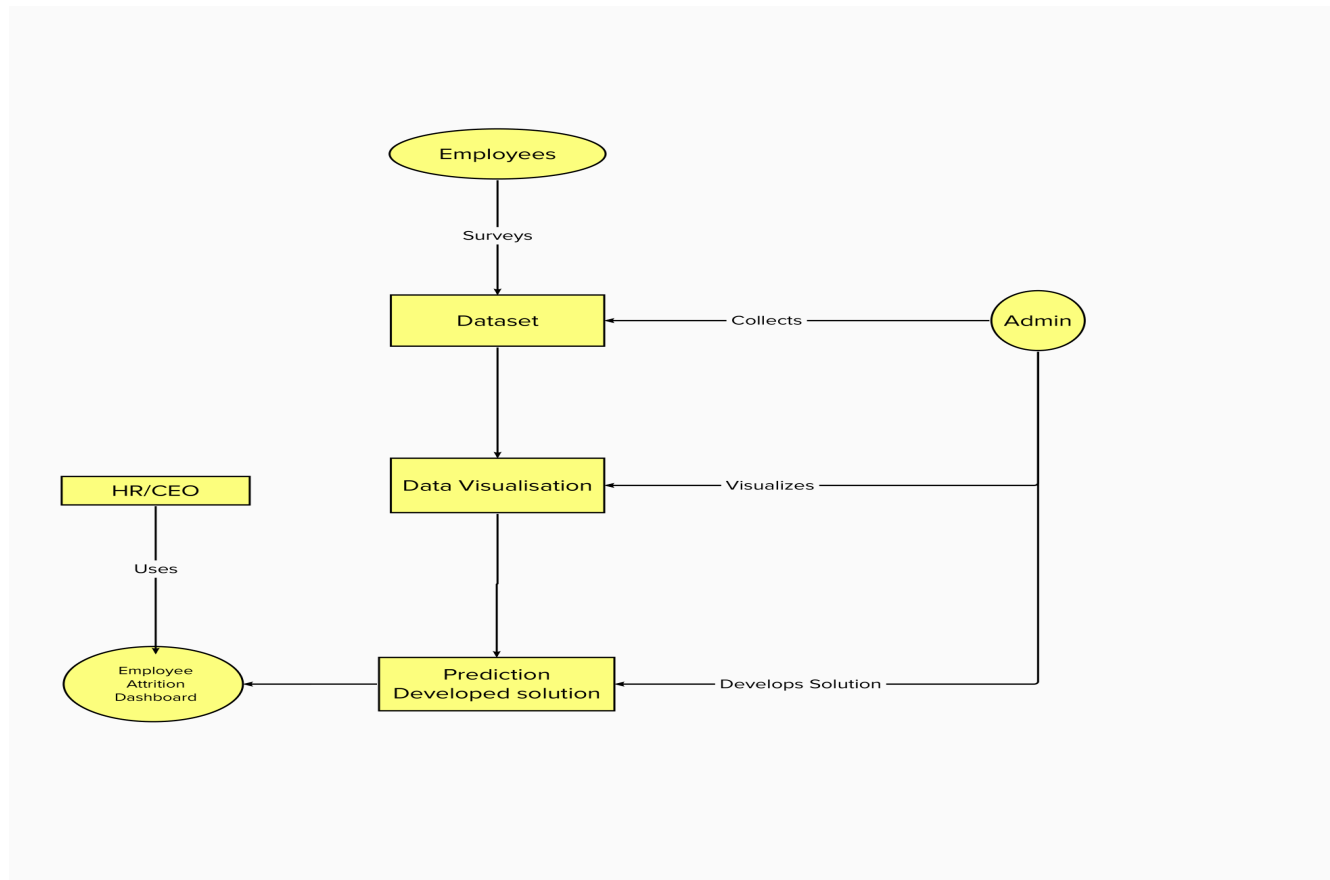 Employees
Surveys
Dataset
Collects
Admin
HR/CEO
Data Visualisation
Visualizes
Uses
Employee
Attrition
Dashboard
Prediction
Developed solution
Develops Solution